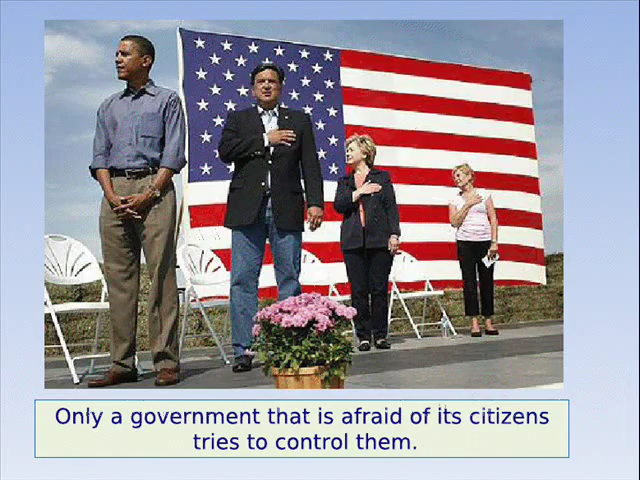 Only a government that is afraid of its citizens
tries to control them.